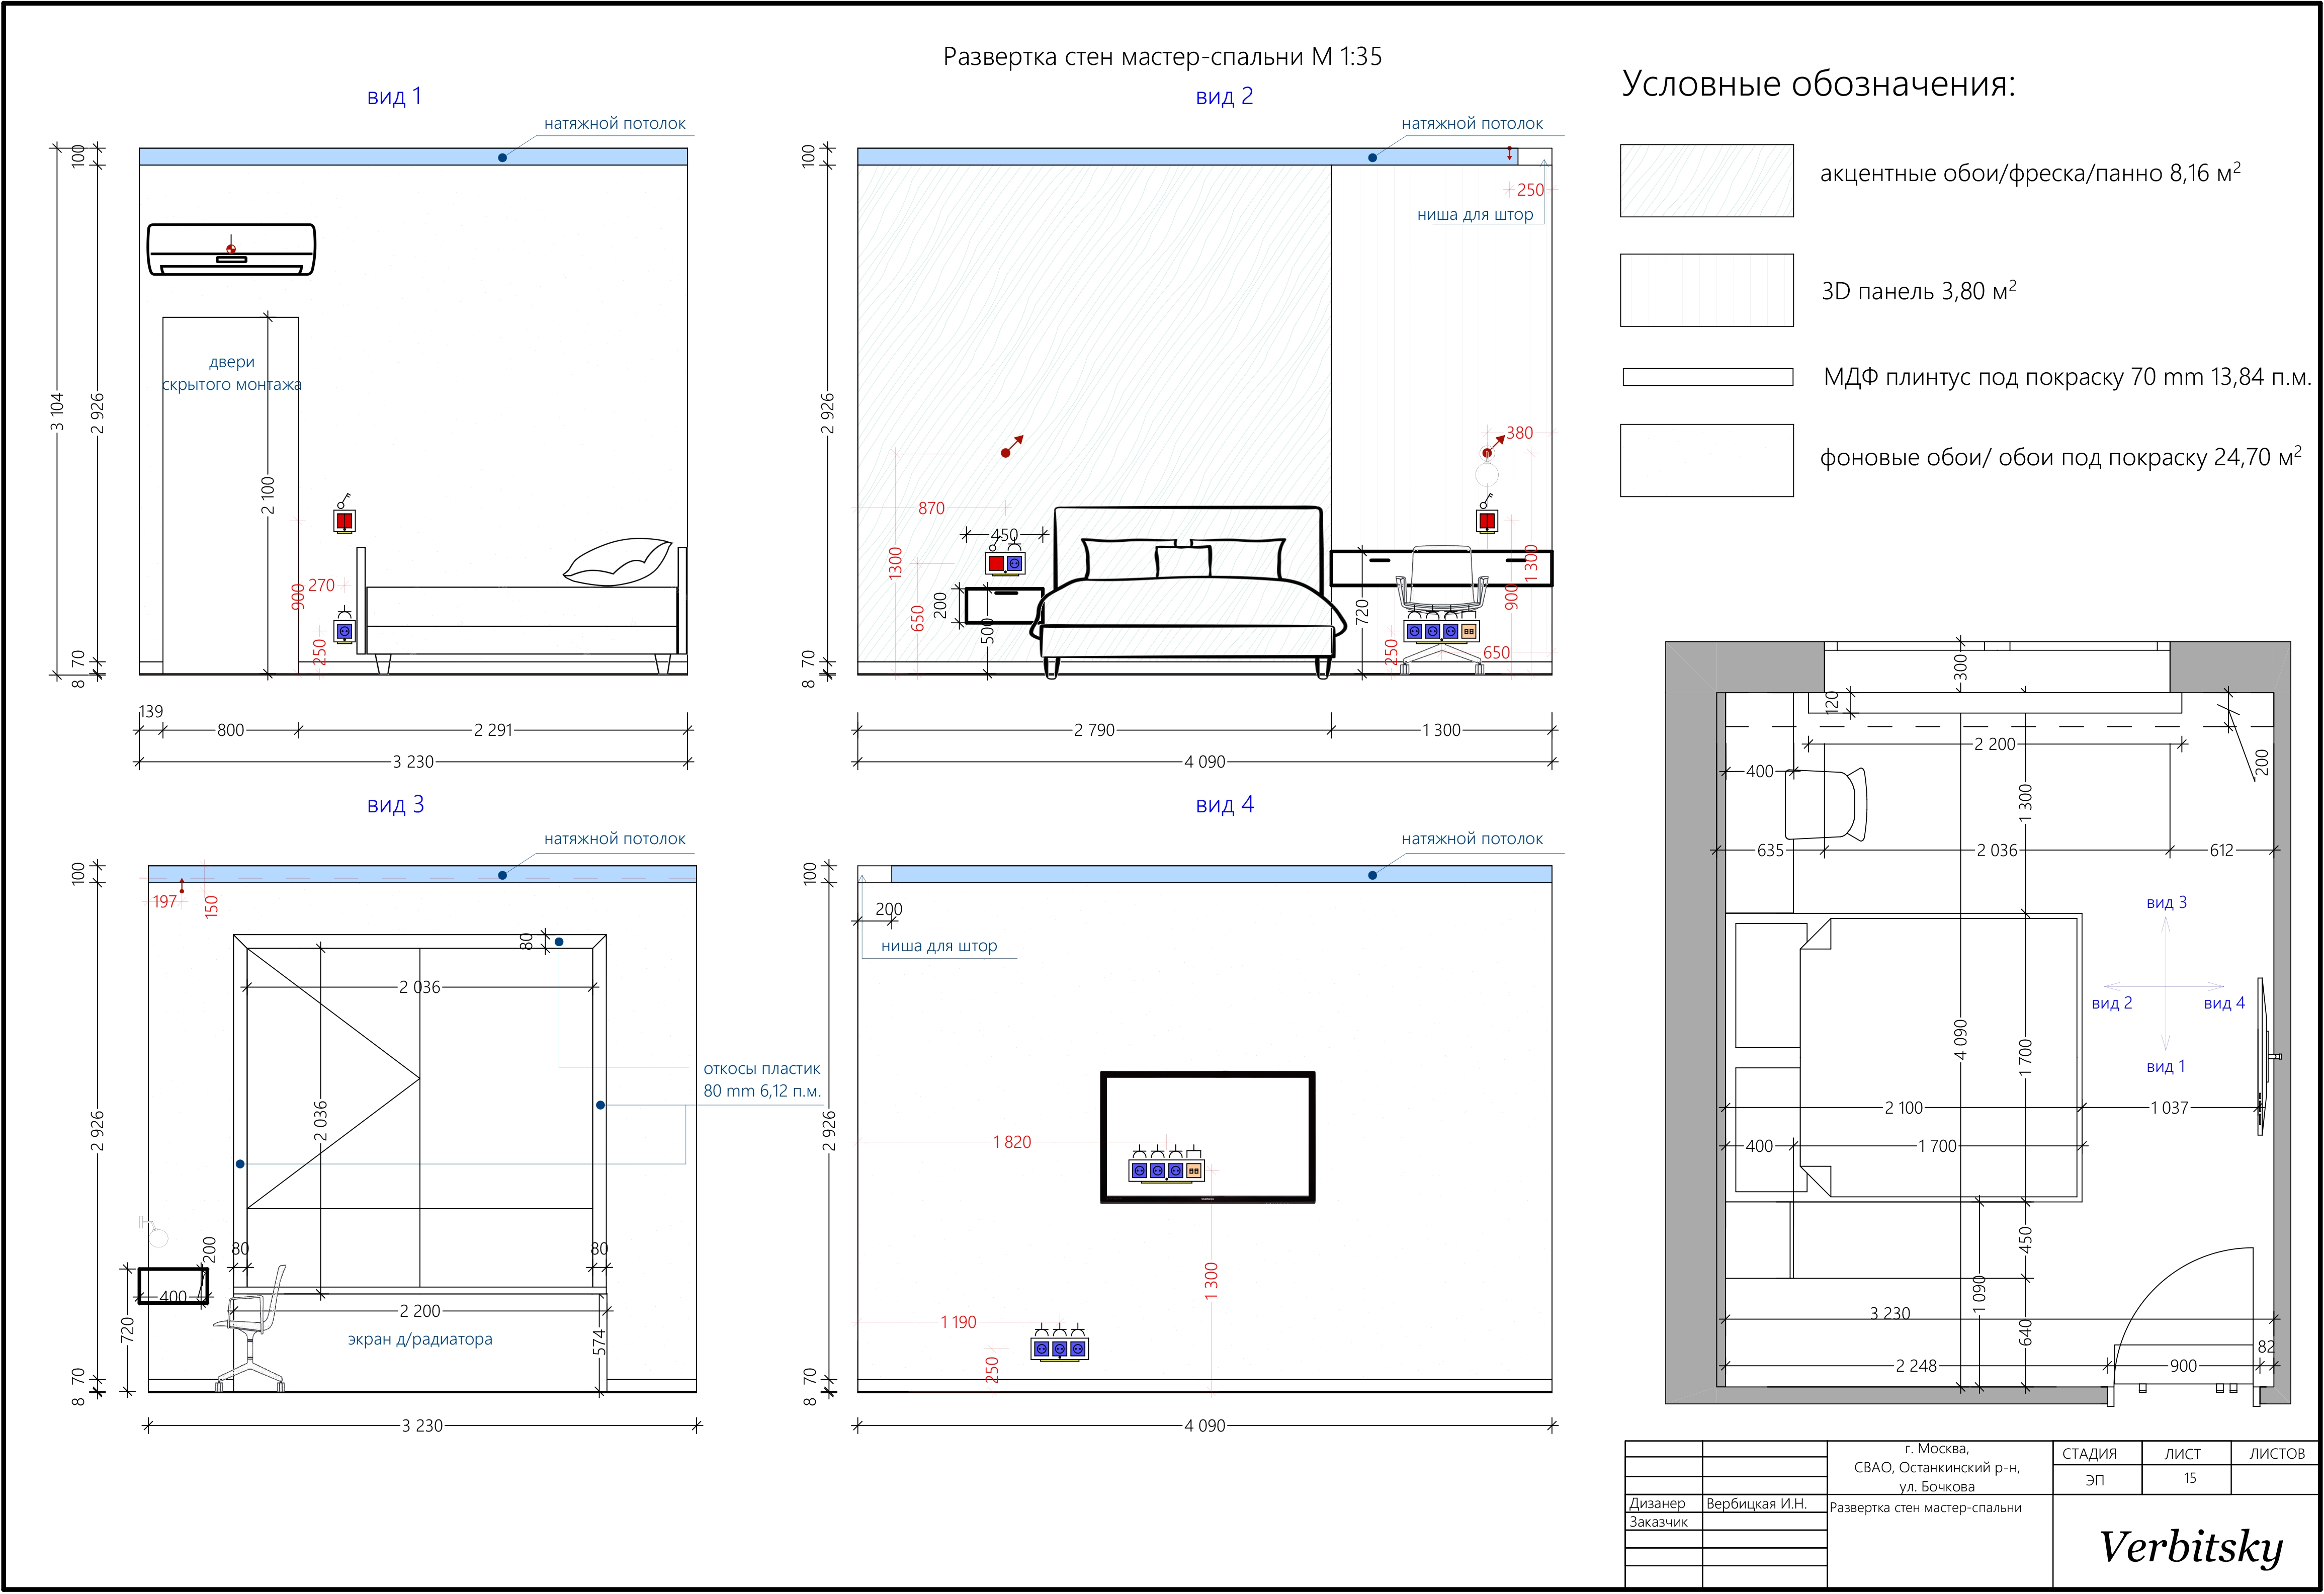 Развертка стен мастер-спальни М 1:35
вид 1
натяжной потолок
100
3 104
2 926
двери
скрытого монтажа
2 100
900
270
250
70
8
139
800
2 291
3 230
вид 2
натяжной потолок
100
250
ниша для штор
2 926
380
870
450
1300
1 300
650
200
500
720
900
250
650
70
8
2 790
1 300
4 090
вид 3
натяжной потолок
100
197
150
80
2 036
2 926
2 036
откосы пластик
80 mm 6,12 п.м.
200
80
80
400
2 200
720
экран д/радиатора
574
70
8
3 230
вид 4
натяжной потолок
100
200
ниша для штор
2 926
1 820
1 300
1 190
250
70
8
4 090
Условные обозначения:
акцентные обои/фреска/панно 8,16 м²
3D панель 3,80 м²
МДФ плинтус под покраску 70 mm 13,84 п.м.
фоновые обои/ обои под покраску 24,70 м²
300
120
2 200
200
400
1 300
635
2 036
612
вид 3
вид 2
вид 4
4 090
1 700
вид 1
2 100
1 037
400
1 700
450
1 090
3 230
640
82
2 248
900
г. Москва,
СВАО, Останкинский р-н,
ул. Бочкова
СТАДИЯ
ЛИСТ
ЛИСТОВ
ЭП
15
Дизанер
Вербицкая И.Н.
Развертка стен мастер-спальни
Заказчик
Verbitsky